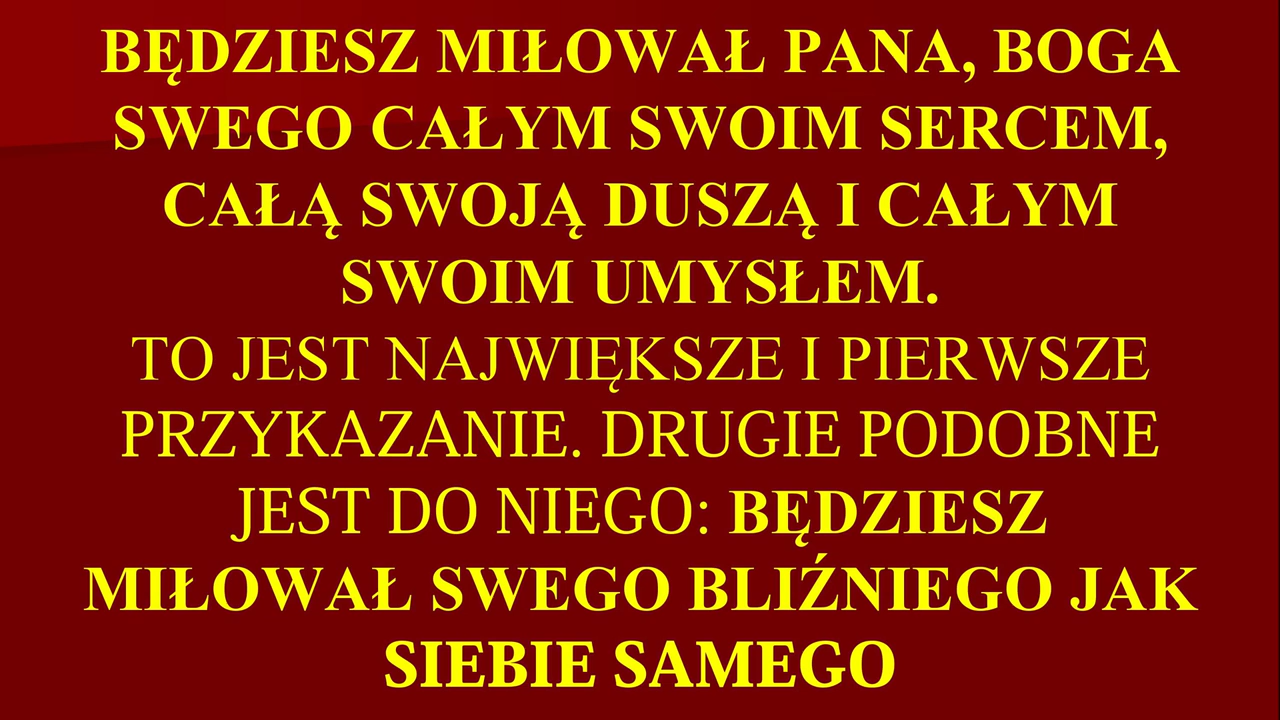 BĘDZIESZ MIŁOWAŁ PANA, BOGA
SWEGO CAŁYM SWOIM SERCEM,
CAŁĄ SWOJĄ DUSZĄ I CAŁYM
SWOIM UMYSŁEM.
TO JEST NAJWIĘKSZE I PIERWSZE
PRZYKAZANIE. DRUGIE PODOBNE
JEST DO NIEGO: BĘDZIESZ
MIŁOWAŁ SWEGO BLIŹNIEGO JAK
SIEBIE SAMEGO